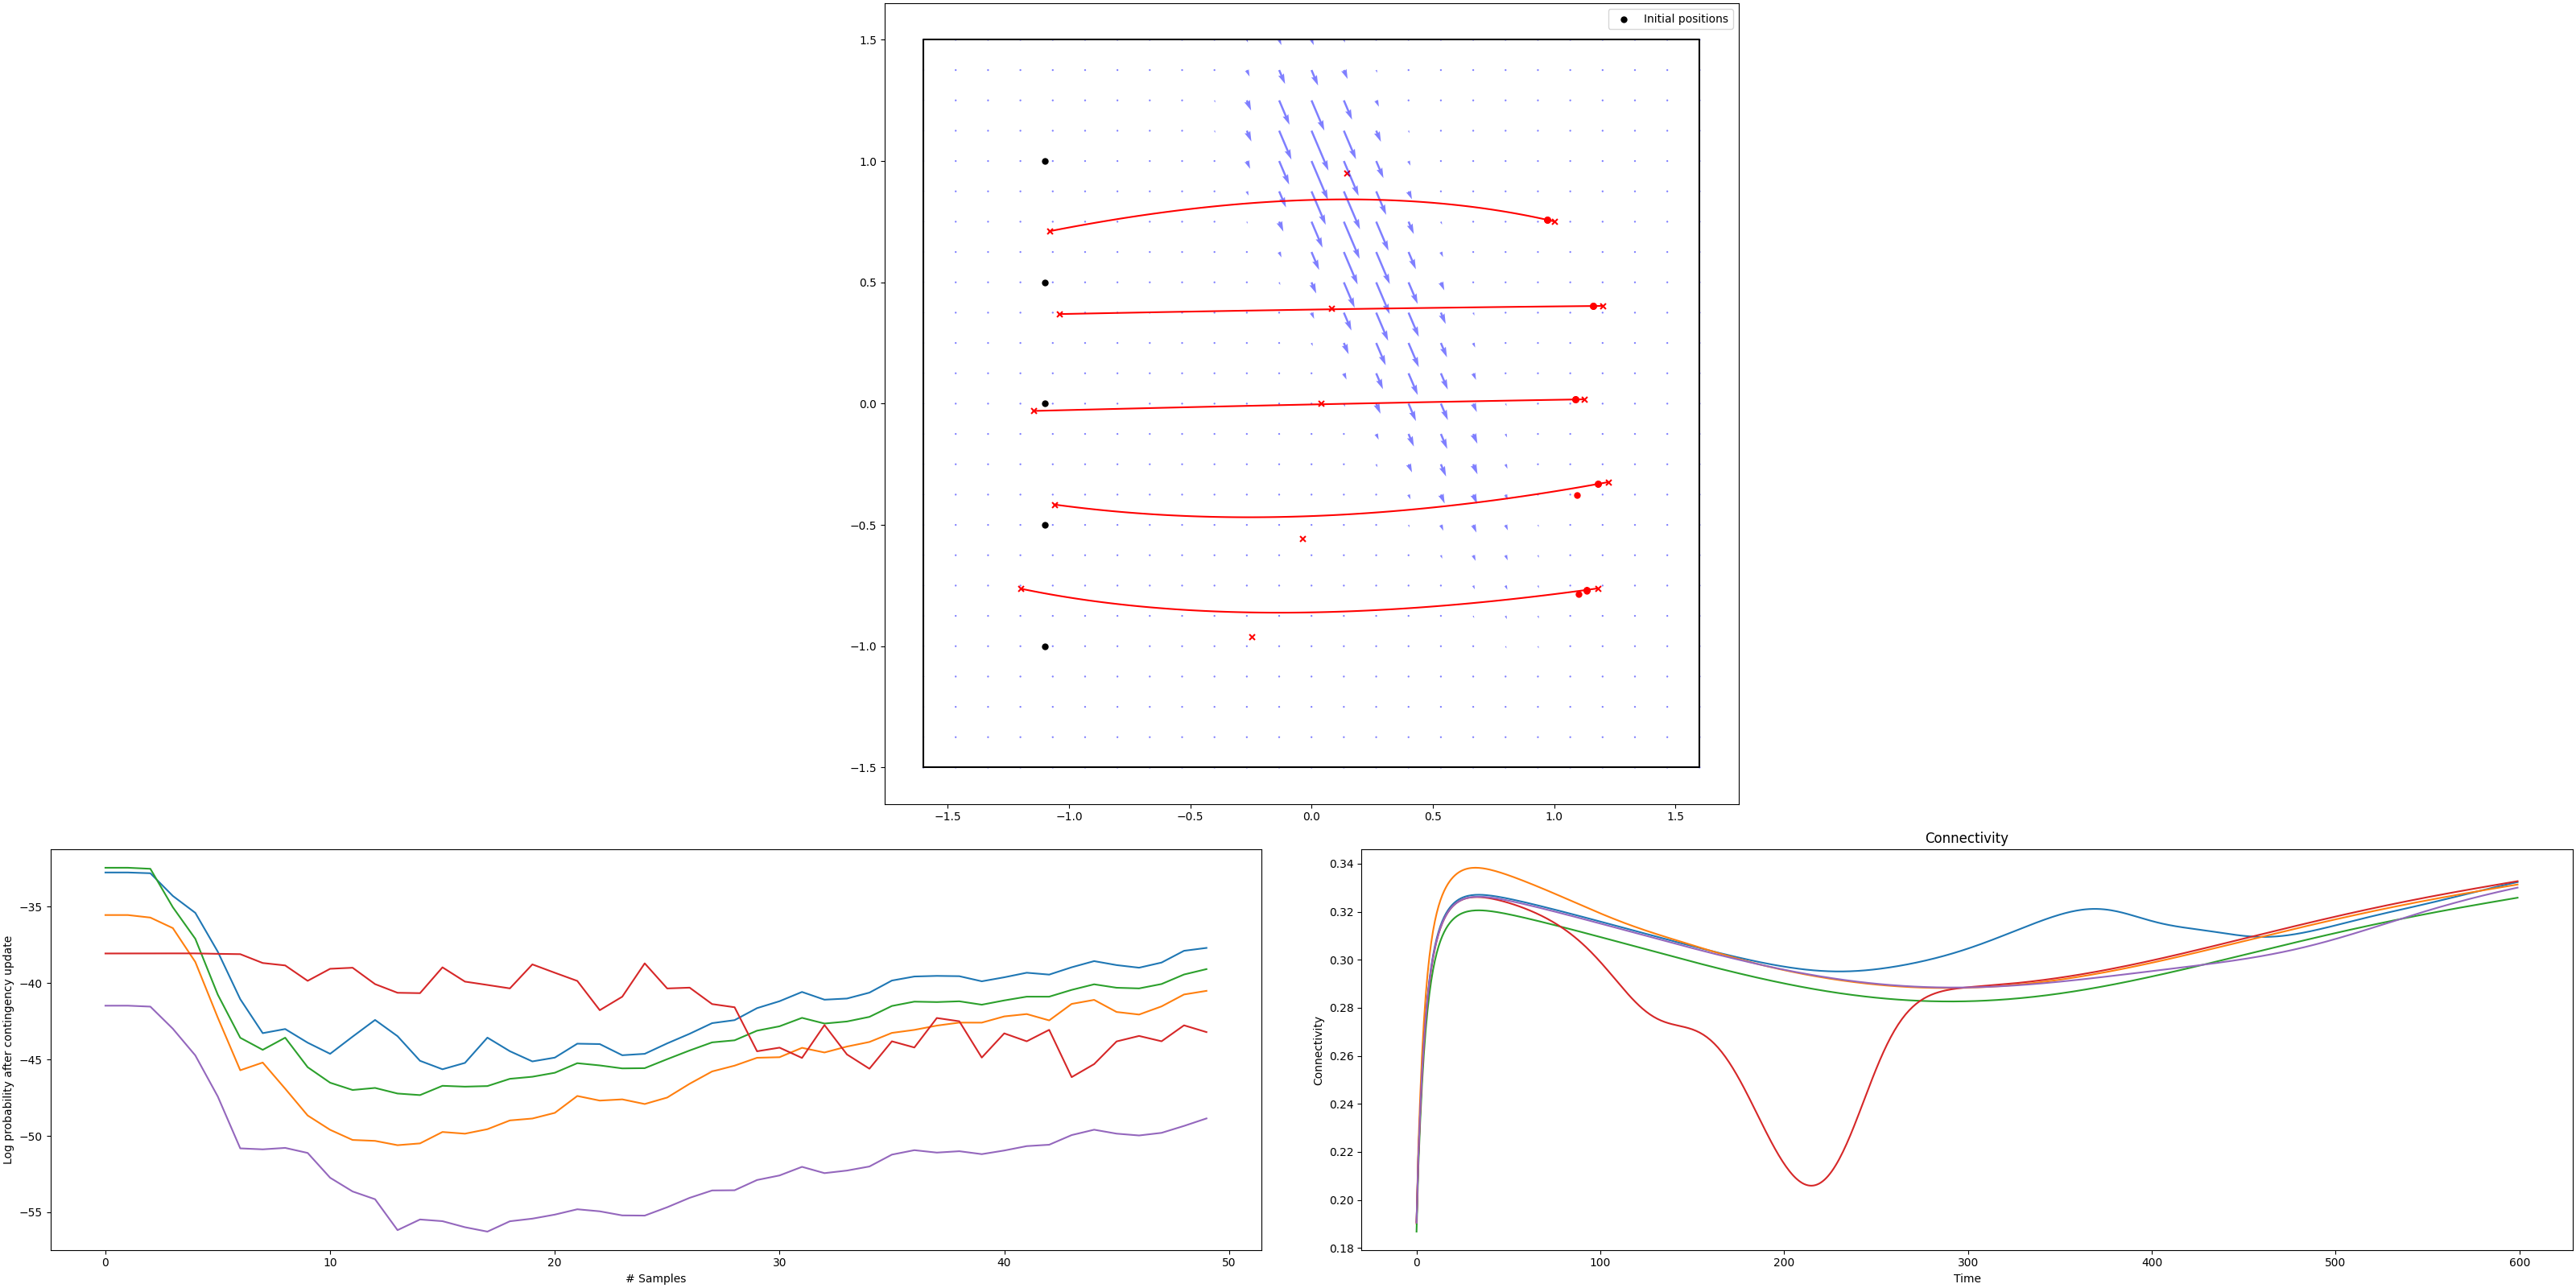 Initial positions
1.5
1.0
0.5
0.0
−0.5
−1.0
−1.5
−1.5 −1.0 −0.5 0.0 0.5 1.0 1.5
Log probability after contingency update
−35
−40
−45
−50
−55
0 10 20 30 40 50
# Samples
Connectivity
Connectivity
0.34
0.32
0.30
0.28
0.26
0.24
0.22
0.20
0.18
0 100 200 300 400 500 600
Time